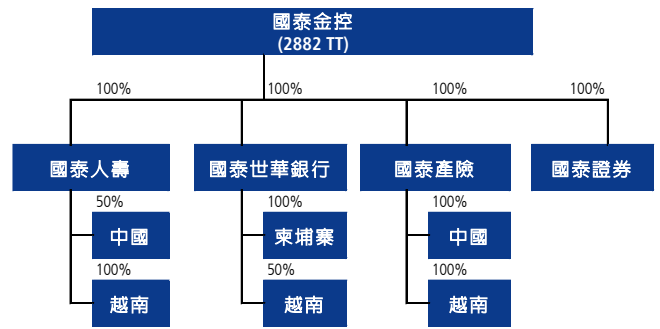 國泰金控
(2882 TT)
100%
100%
100%
100%
國泰人壽
國泰世華銀行
國泰產險
國泰證券
50%
100%
100%
中國
柬埔寨
中國
100%
50%
100%
越南
越南
越南